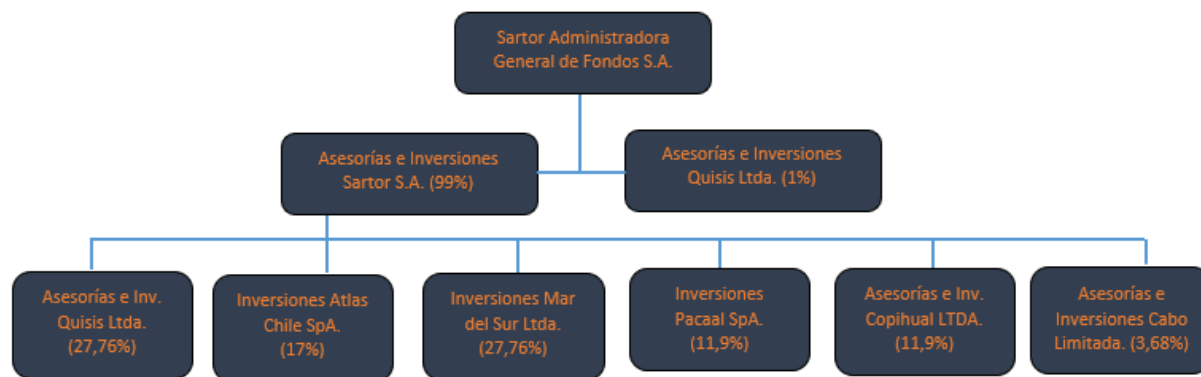 Sartor Administradora
General de Fondos S.A.
Asesorías e Inversiones
Sartor S.A. (99%)
Asesorías e Inversiones
Quisis Ltda. (1%)
Asesorías e Inv.
Quisis Ltda.
(27,76%)
Inversiones Atlas
Chile SpA.
(17%)
Inversiones Mar
del Sur Ltda.
(27,76%)
Inversiones
Pacaal SpA.
(11,9%)
Asesorías e Inv.
Copihual LTDA.
(11,9%)
Asesorías e
Inversiones Cabo
Limitada. (3,68%)